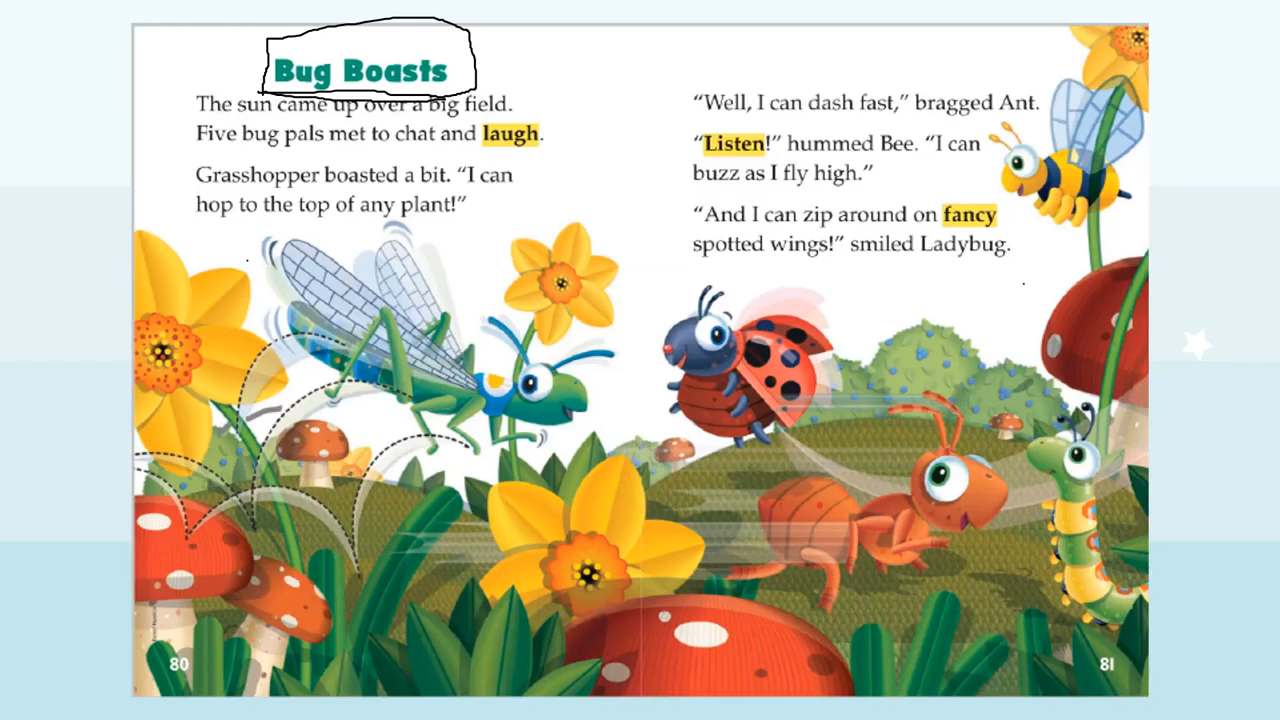 Bug Boasts
The sun came up over a big field.
Five bug pals met to chat and laugh.
Grasshopper boasted a bit. “I can
hop to the top of any plant!”
80
“Well, I can dash fast,” bragged Ant.
“Listen!” hummed Bee. “I can
buzz as I fly high.”
“And I can zip around on fancy
spotted wings!” smiled Ladybug.
81